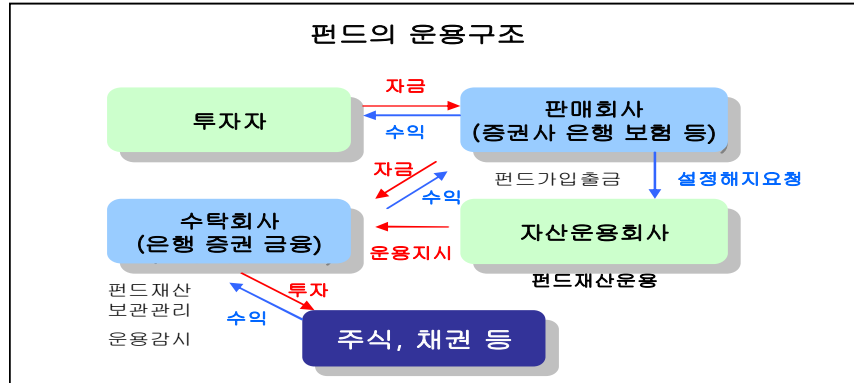 펀드의 운용구조
자금
투자자
판매회사
(증권사 은행 보험 등)
수익
자금
수익
펀드가입출금
설정해지요청
수탁회사
(은행 증권 금융)
운용지시
자산운용회사
펀드재산운용
펀드재산
보관관리
운용감시
투자
수익
주식, 채권 등